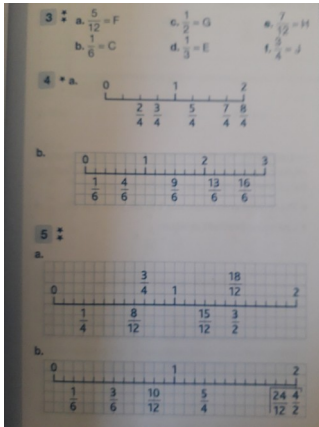 3 a. 5/12 = F c. 1/2 = G e. 7/12 = H
b. 1/6 = C d. 1/3 = E f. 3/4 = J
4 a.
0 1 2
2/4 3/4 5/4 7/4 8/4
b.
0 1 2 3
1/6 4/6 9/6 13/6 16/6
5
a.
3/4 18/12
0 1 2
1/4 8/12 15/12 3/2
b.
0 1 2
1/6 3/6 10/12 5/4 24/12 4/2